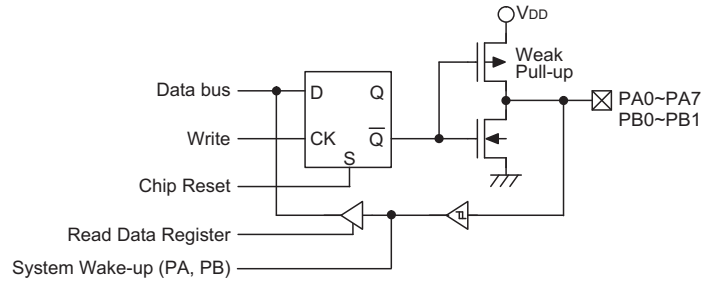 VDD
Weak
Pull-up
Data bus
D
Q
PA0~PA7
PB0~PB1
Write
CK
Q
S
Chip Reset
Read Data Register
System Wake-up (PA, PB)